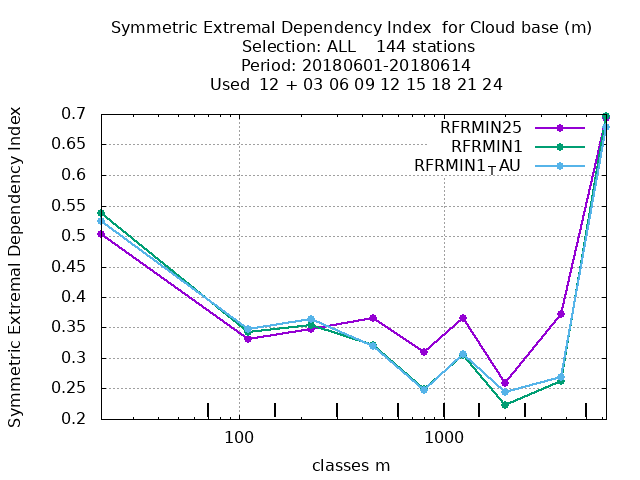 Symmetric Extremal Dependency Index  for Cloud base (m)
Selection: ALL    144 stations
Period: 20180601-20180614
Used  12 + 03 06 09 12 15 18 21 24
Symmetric Extremal Dependency Index
0.7
0.65
0.6
0.55
0.5
0.45
0.4
0.35
0.3
0.25
0.2
RFRMIN25
RFRMIN1
RFRMIN1TAU
100
1000
classes m